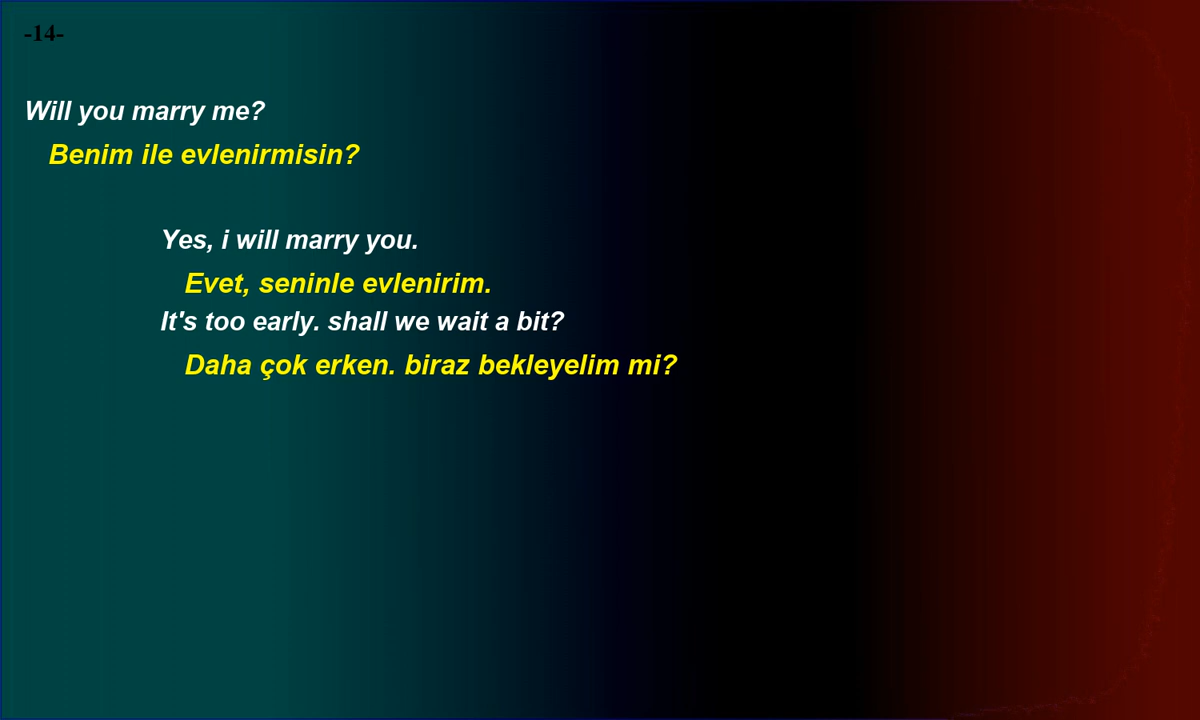 -14-
Will you marry me?
Benim ile evlenirmisin?
Yes, i will marry you.
Evet, seninle evlenirim.
It's too early. shall we wait a bit?
Daha çok erken. biraz bekleyelim mi?